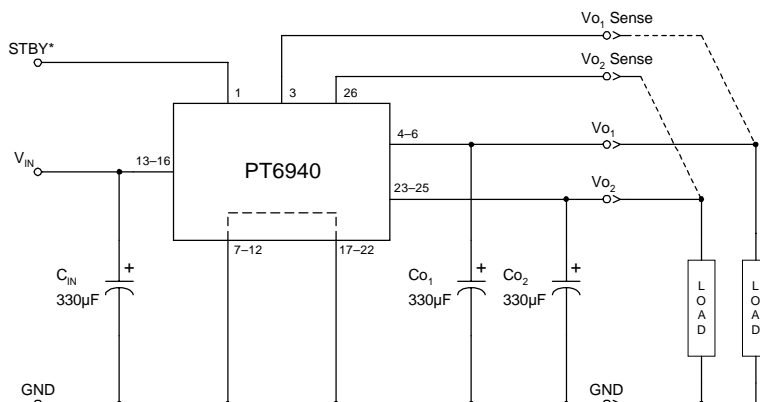 Vo1 Sense
STBY*
Vo2 Sense
1
3
26
4–6
Vo1
VIN
13–16
PT6940
23–25
Vo2
7–12
17–22
CIN
+
330µF
Co1
+
330µF
Co2
+
330µF
LOAD
LOAD
GND
GND